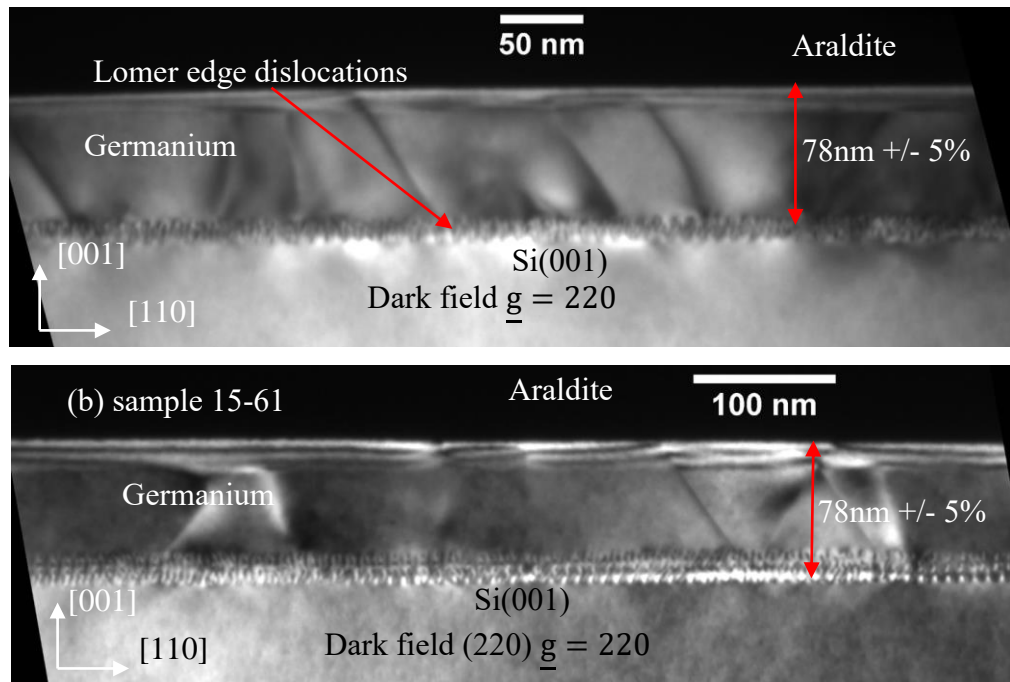 50 nm
Araldite
Lomer edge dislocations
Germanium
78nm +/- 5%
[001]
Si(001)
[110]
Dark field g = 220
(b) sample 15-61
Araldite
100 nm
Germanium
78nm +/- 5%
[001]
Si(001)
[110]
Dark field (220) g = 220